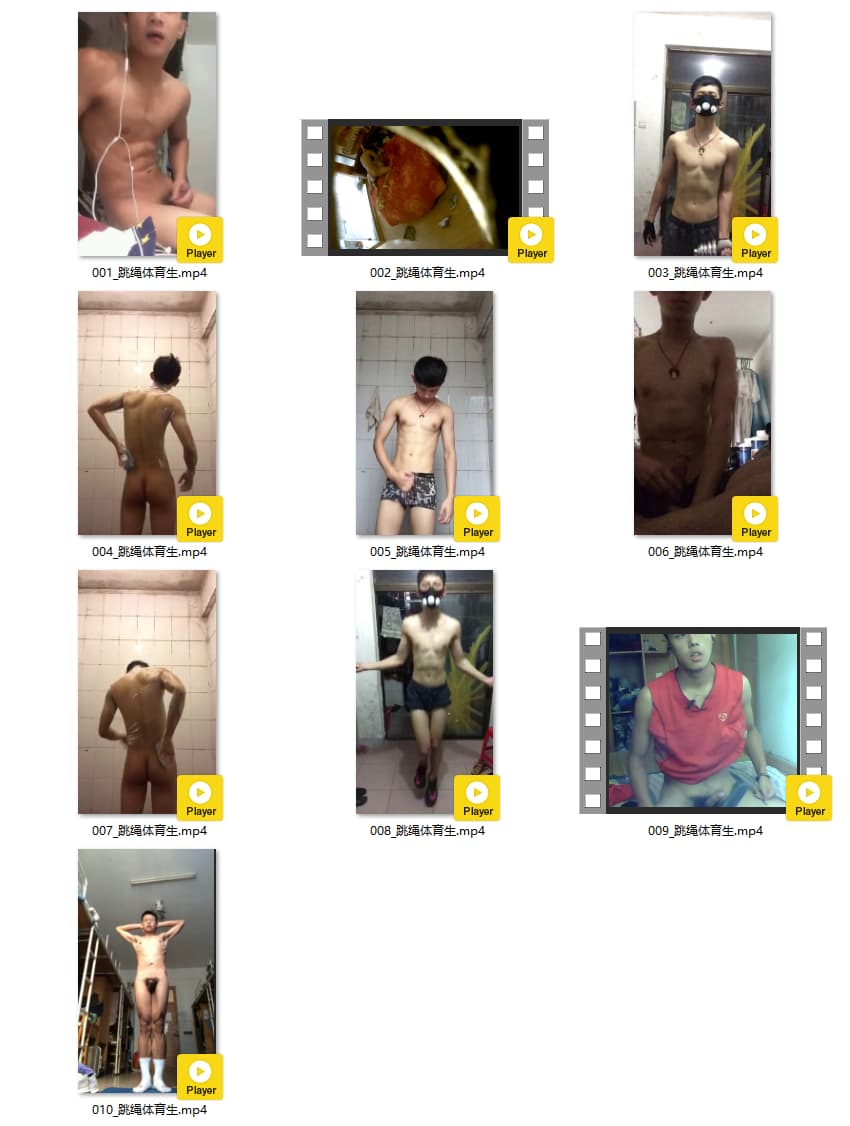 Player
001_跳绳体育生.mp4
Player
002_跳绳体育生.mp4
Player
003_跳绳体育生.mp4
Player
004_跳绳体育生.mp4
Player
005_跳绳体育生.mp4
Player
006_跳绳体育生.mp4
Player
007_跳绳体育生.mp4
Player
008_跳绳体育生.mp4
Player
009_跳绳体育生.mp4
Player
010_跳绳体育生.mp4